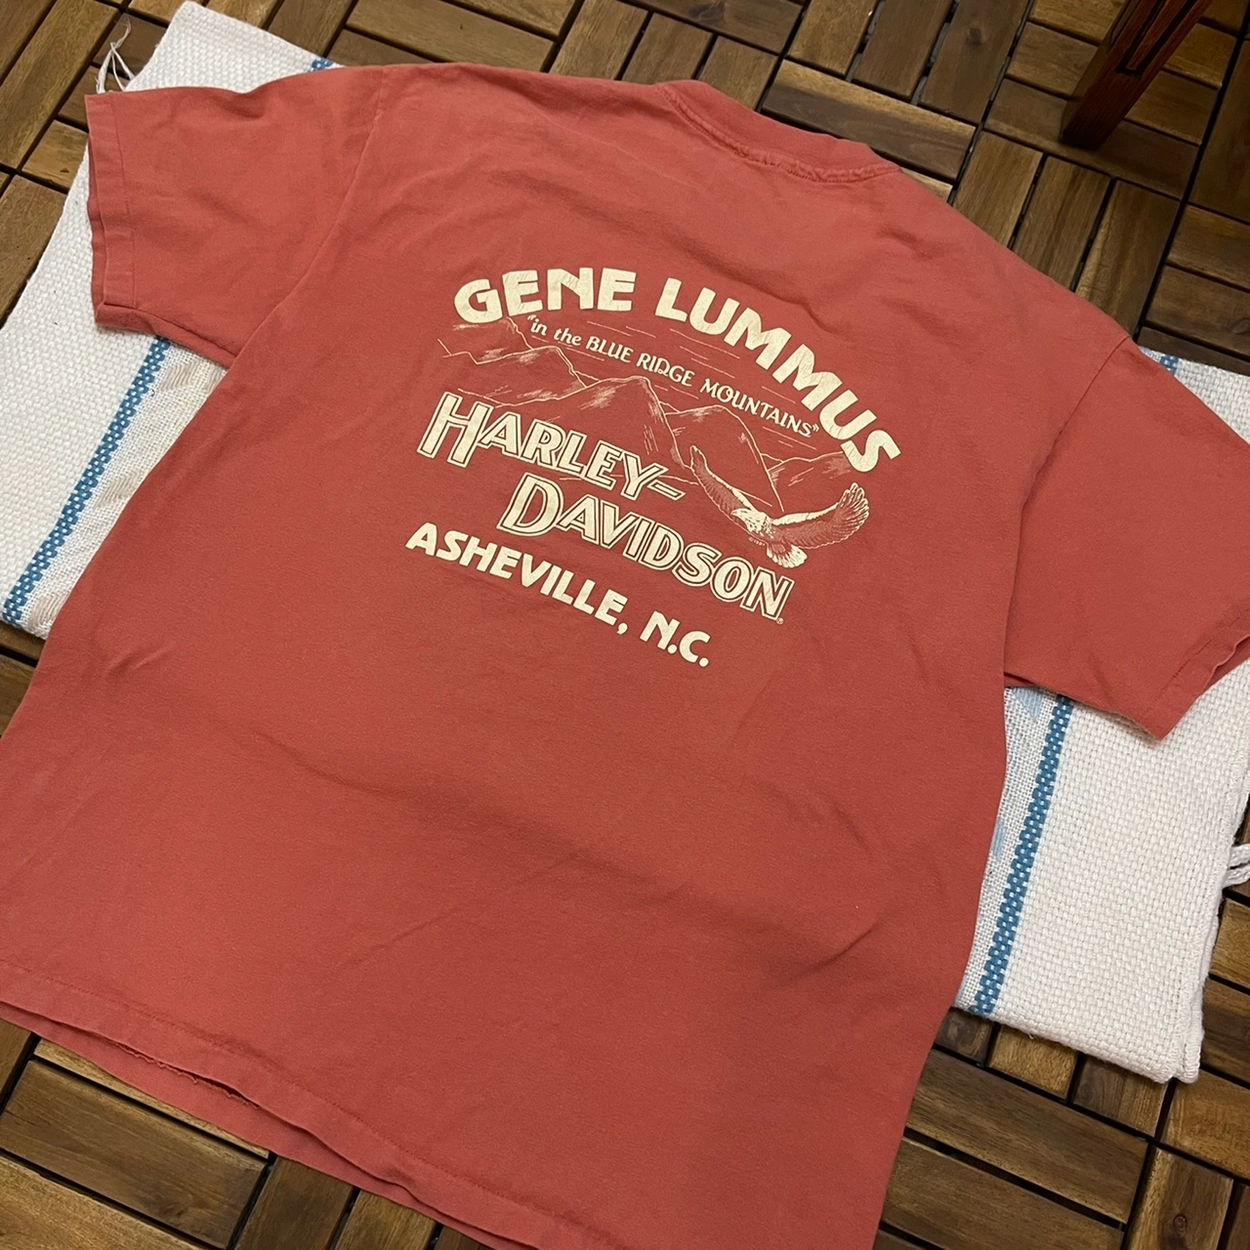 GENE LUMMUS
"in the BLUE RIDGE MOUNTAINS"
HARLEY-
DAVIDSON®
ASHEVILLE, N.C.